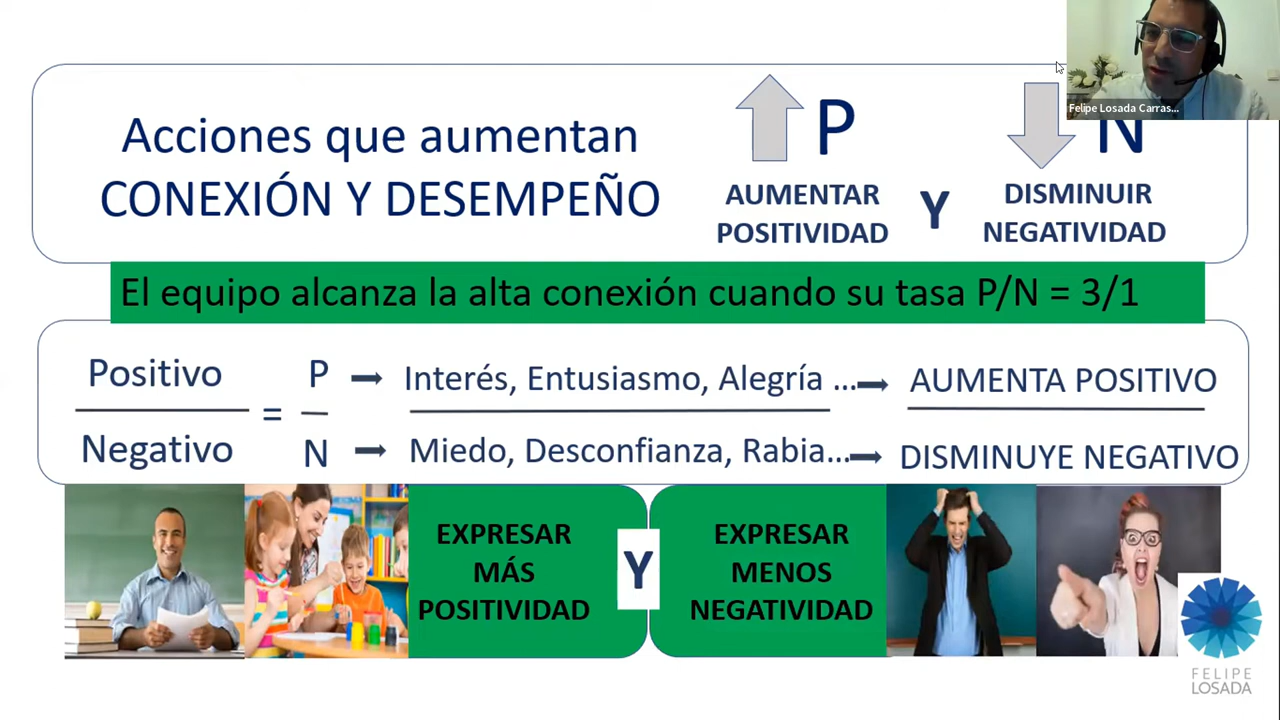 Acciones que aumentan
CONEXIÓN Y DESEMPEÑO
P
AUMENTAR
POSITIVIDAD
Y
N
DISMINUIR
NEGATIVIDAD
Felipe Losada Carras...
El equipo alcanza la alta conexión cuando su tasa P/N = 3/1
Positivo
Negativo
=
P
N
Interés, Entusiasmo, Alegría ...
Miedo, Desconfianza, Rabia...
AUMENTA POSITIVO
DISMINUYE NEGATIVO
EXPRESAR
MÁS
POSITIVIDAD
Y
EXPRESAR
MENOS
NEGATIVIDAD
FELIPE
LOSADA